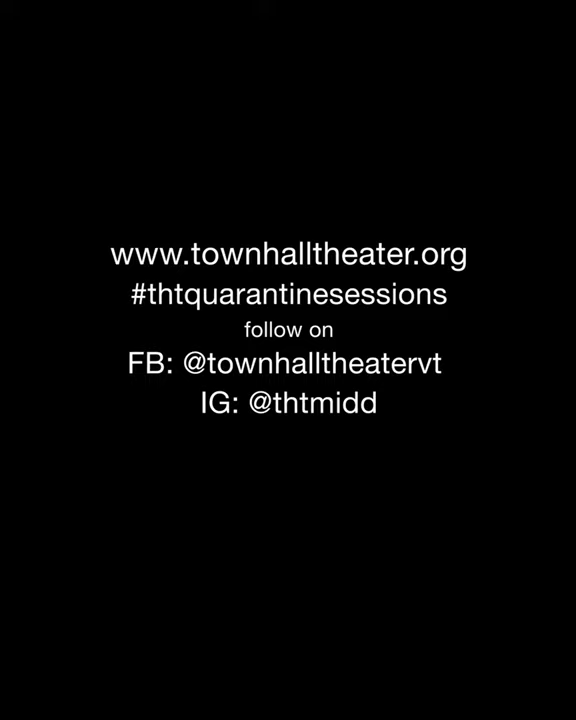 www.townhalltheater.org
#thtquarantinesessions
follow on
FB: @townhalltheatervt
IG: @thtmidd